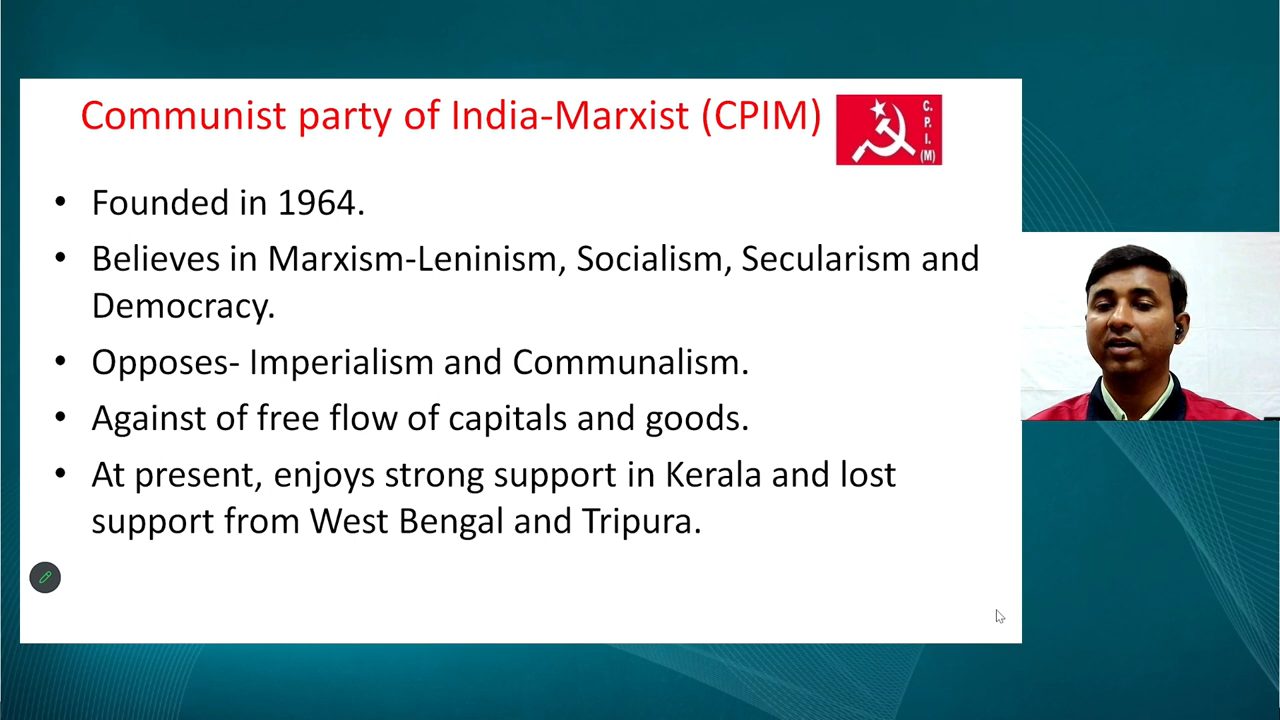 Communist party of India-Marxist (CPIM)
C.
P.
I.
(M)
• Founded in 1964.
• Believes in Marxism-Leninism, Socialism, Secularism and
Democracy.
• Opposes- Imperialism and Communalism.
• Against of free flow of capitals and goods.
• At present, enjoys strong support in Kerala and lost
support from West Bengal and Tripura.